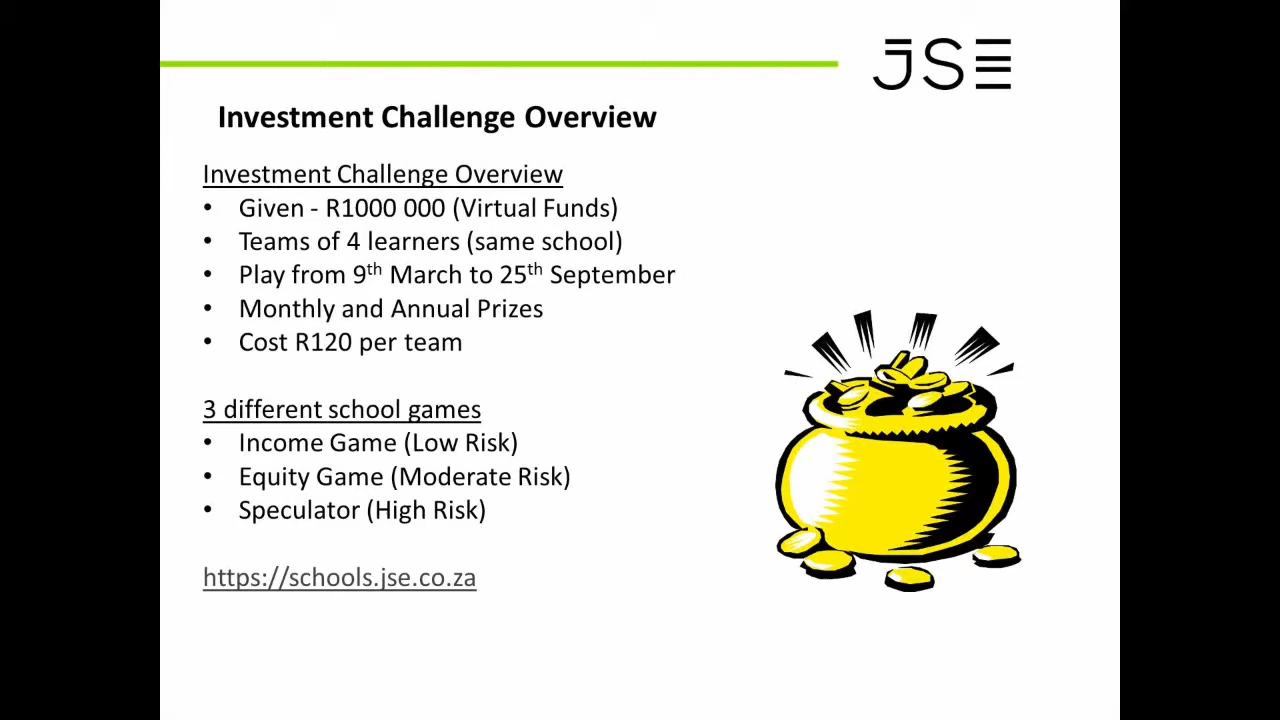 JSE
Investment Challenge Overview
Investment Challenge Overview
• Given - R1000 000 (Virtual Funds)
• Teams of 4 learners (same school)
• Play from 9th March to 25th September
• Monthly and Annual Prizes
• Cost R120 per team
3 different school games
• Income Game (Low Risk)
• Equity Game (Moderate Risk)
• Speculator (High Risk)
https://schools.jse.co.za